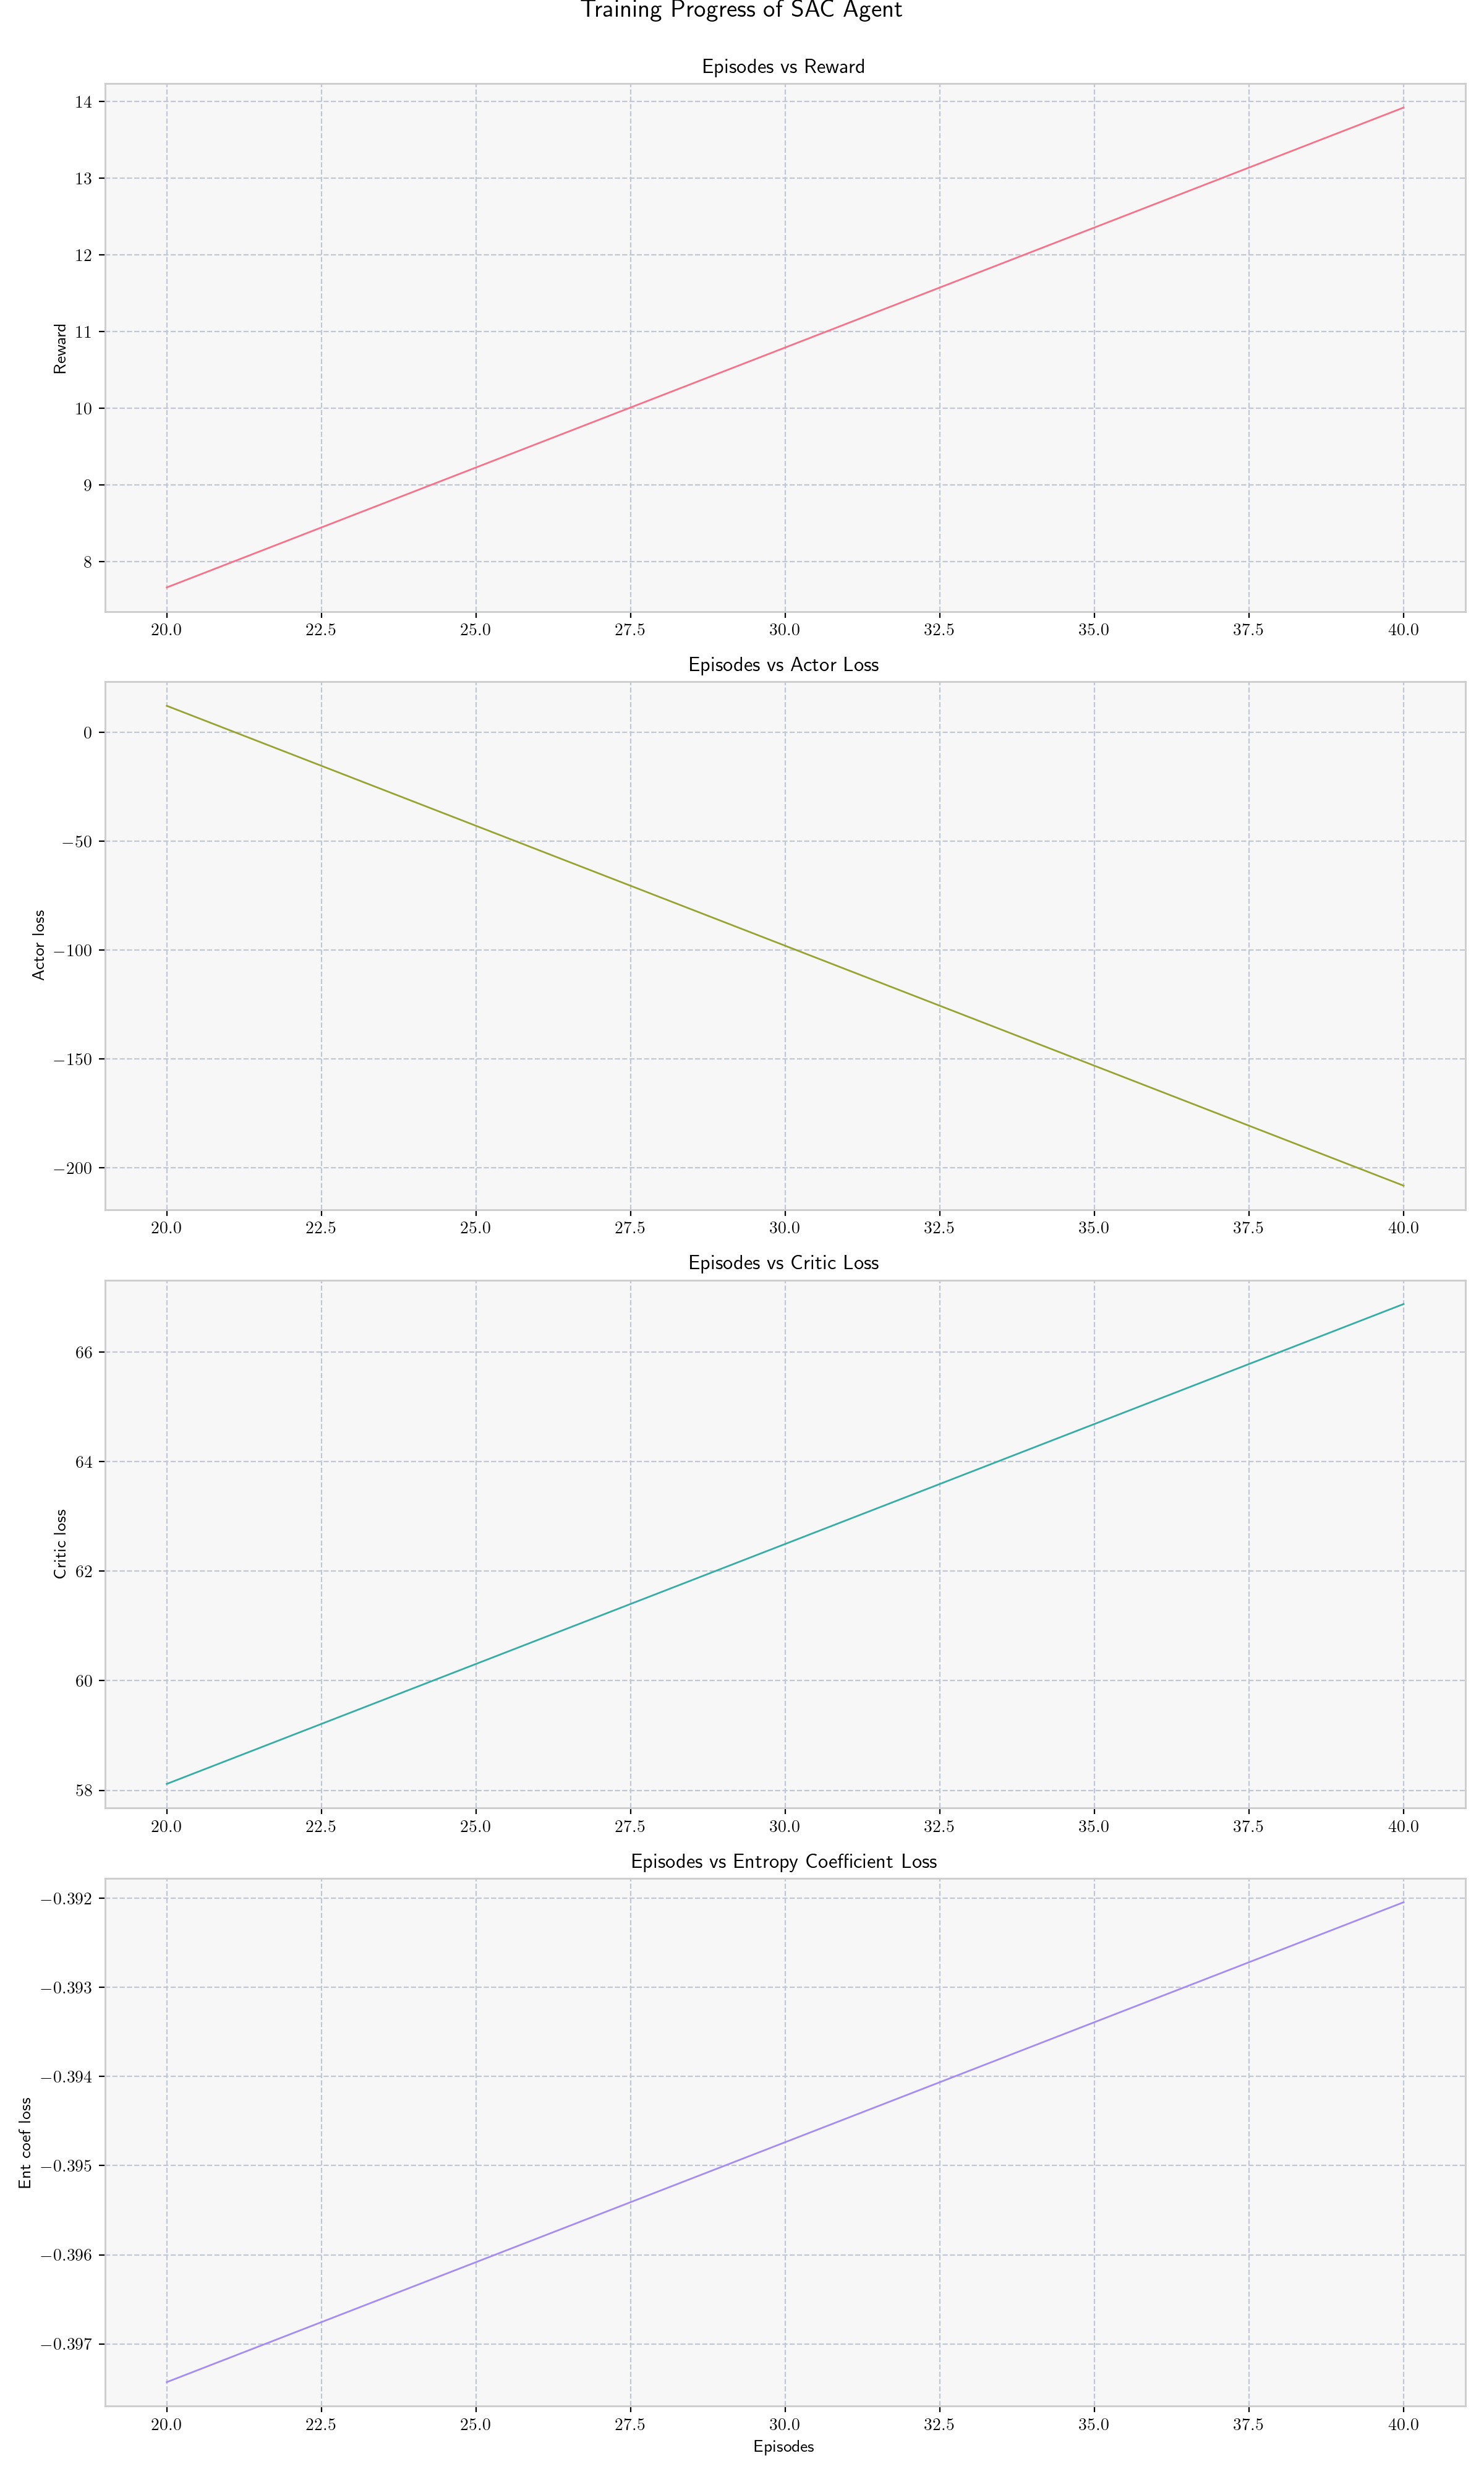 Training Progress of SAC Agent
Episodes vs Reward
Reward
14
13
12
11
10
9
8
20.0 22.5 25.0 27.5 30.0 32.5 35.0 37.5 40.0
Episodes vs Actor Loss
Actor loss
0
−50
−100
−150
−200
20.0 22.5 25.0 27.5 30.0 32.5 35.0 37.5 40.0
Episodes vs Critic Loss
Critic loss
66
64
62
60
58
20.0 22.5 25.0 27.5 30.0 32.5 35.0 37.5 40.0
Episodes vs Entropy Coefficient Loss
Ent coef loss
−0.392
−0.393
−0.394
−0.395
−0.396
−0.397
20.0 22.5 25.0 27.5 30.0 32.5 35.0 37.5 40.0
Episodes